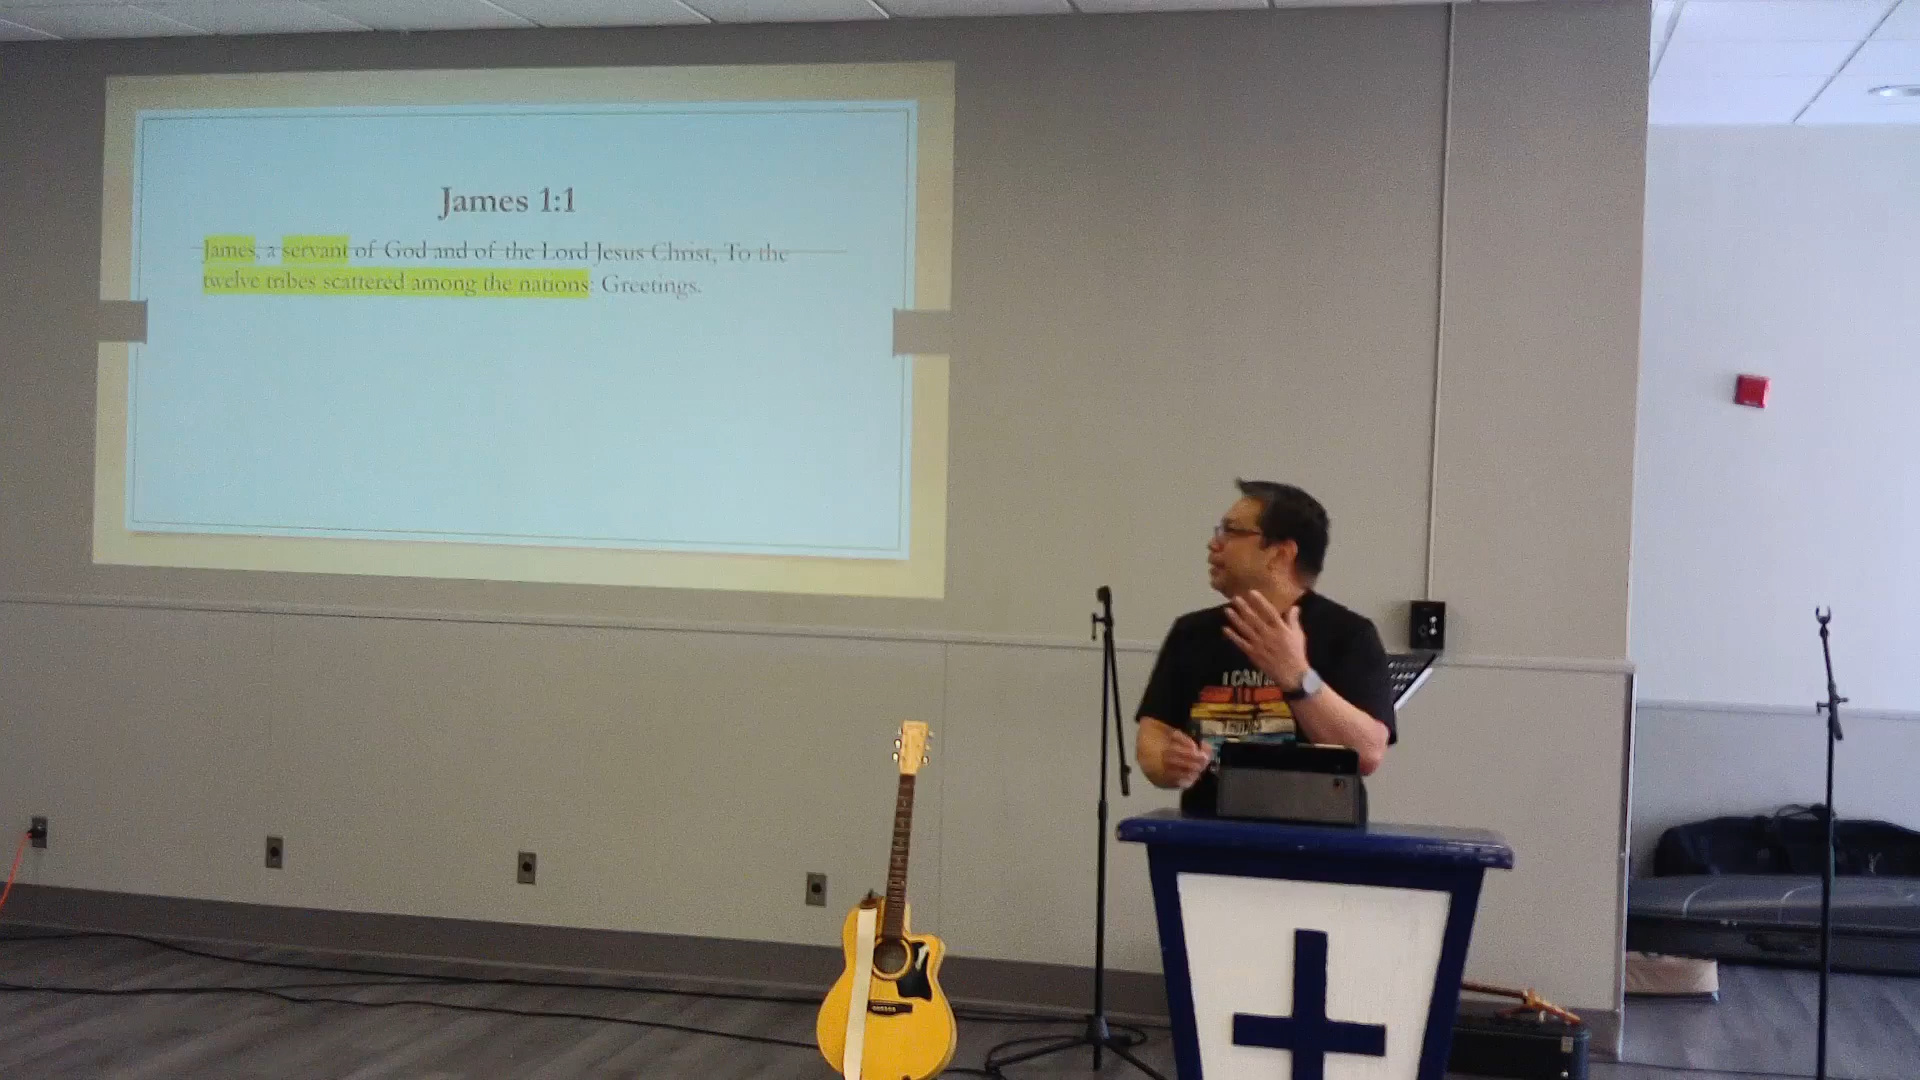 James 1:1
James, a servant of God and of the Lord Jesus Christ, To the
twelve tribes scattered among the nations: Greetings.
I CAN